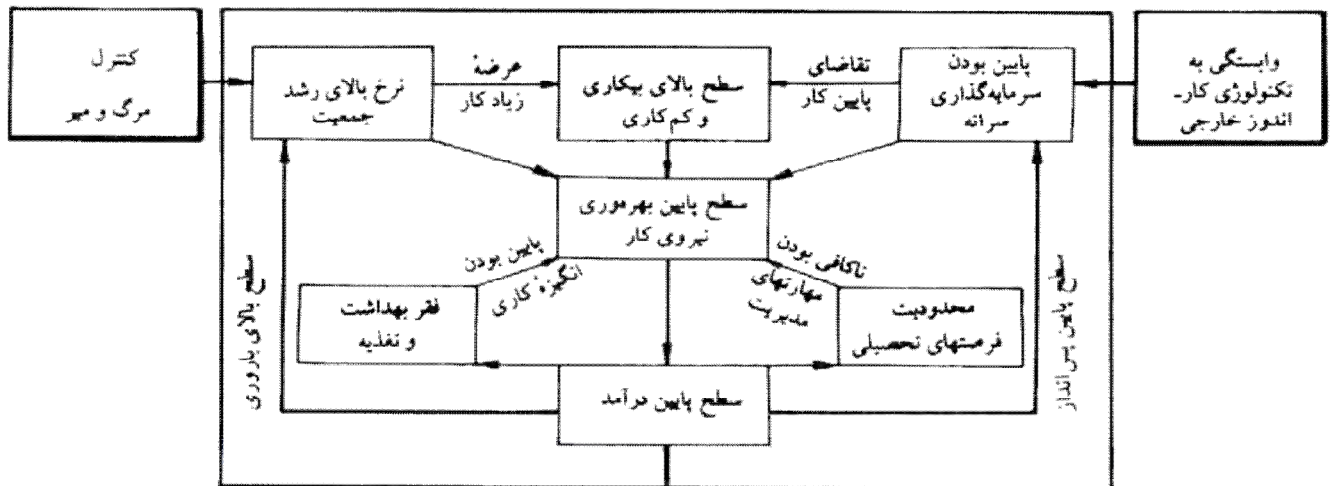 کنترل
مرگ و میر
نرخ بالای رشد
جمعیت
عرضهٔ
زیاد کار
سطح بالای بیکاری
و کم‌کاری
تقاضای
پایین کار
پایین بودن
سرمایه‌گذاری
سرانه
وابستگی به
تکنولوژی کار-
اندوز خارجی
سطح پایین بهره‌وری
نیروی کار
پایین بودن
انگیزهٔ کاری
ناکافی بودن
مهارتهای
مدیریت
فقر بهداشت
و تغذیه
محدودیت
فرصتهای تحصیلی
سطح بالای باروری
سطح پایین پس‌انداز
سطح پایین درآمد